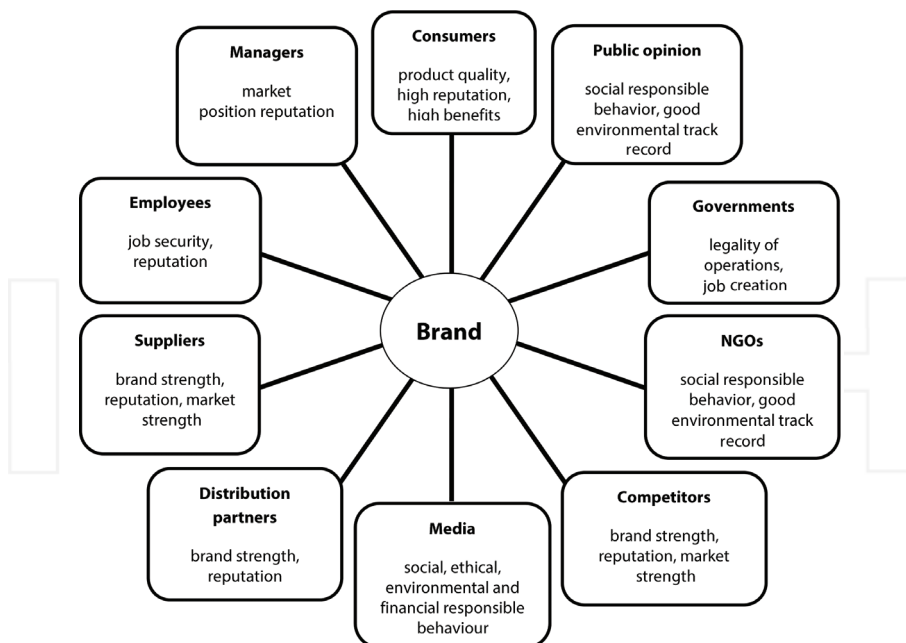 Managers
market
position reputation
Consumers
product quality,
high reputation,
high benefits
Public opinion
social responsible
behavior, good
environmental track
record
Employees
job security,
reputation
Governments
legality of
operations,
job creation
Brand
Suppliers
brand strength,
reputation, market
strength
NGOs
social responsible
behavior, good
environmental track
record
Distribution
partners
brand strength,
reputation
Media
social, ethical,
environmental and
financial responsible
behaviour
Competitors
brand strength,
reputation, market
strength